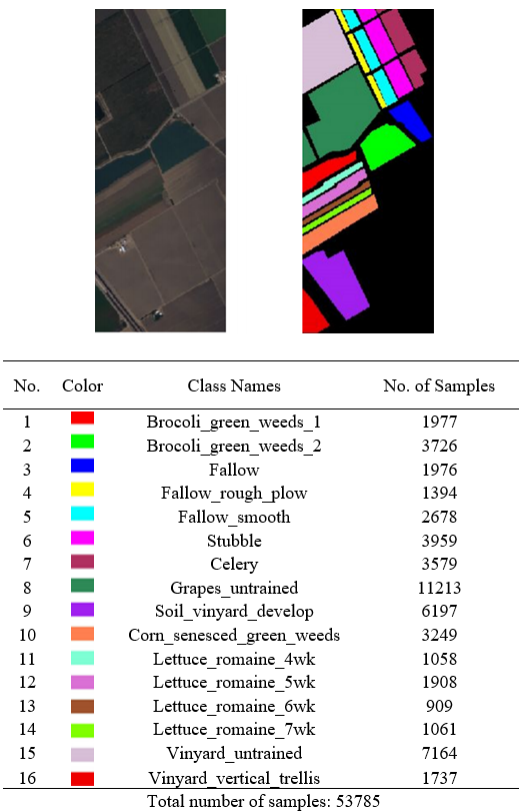 No. Color Class Names No. of Samples
1 Brocoli_green_weeds_1 1977
2 Brocoli_green_weeds_2 3726
3 Fallow 1976
4 Fallow_rough_plow 1394
5 Fallow_smooth 2678
6 Stubble 3959
7 Celery 3579
8 Grapes_untrained 11213
9 Soil_vinyard_develop 6197
10 Corn_senesced_green_weeds 3249
11 Lettuce_romaine_4wk 1058
12 Lettuce_romaine_5wk 1908
13 Lettuce_romaine_6wk 909
14 Lettuce_romaine_7wk 1061
15 Vinyard_untrained 7164
16 Vinyard_vertical_trellis 1737
Total number of samples: 53785